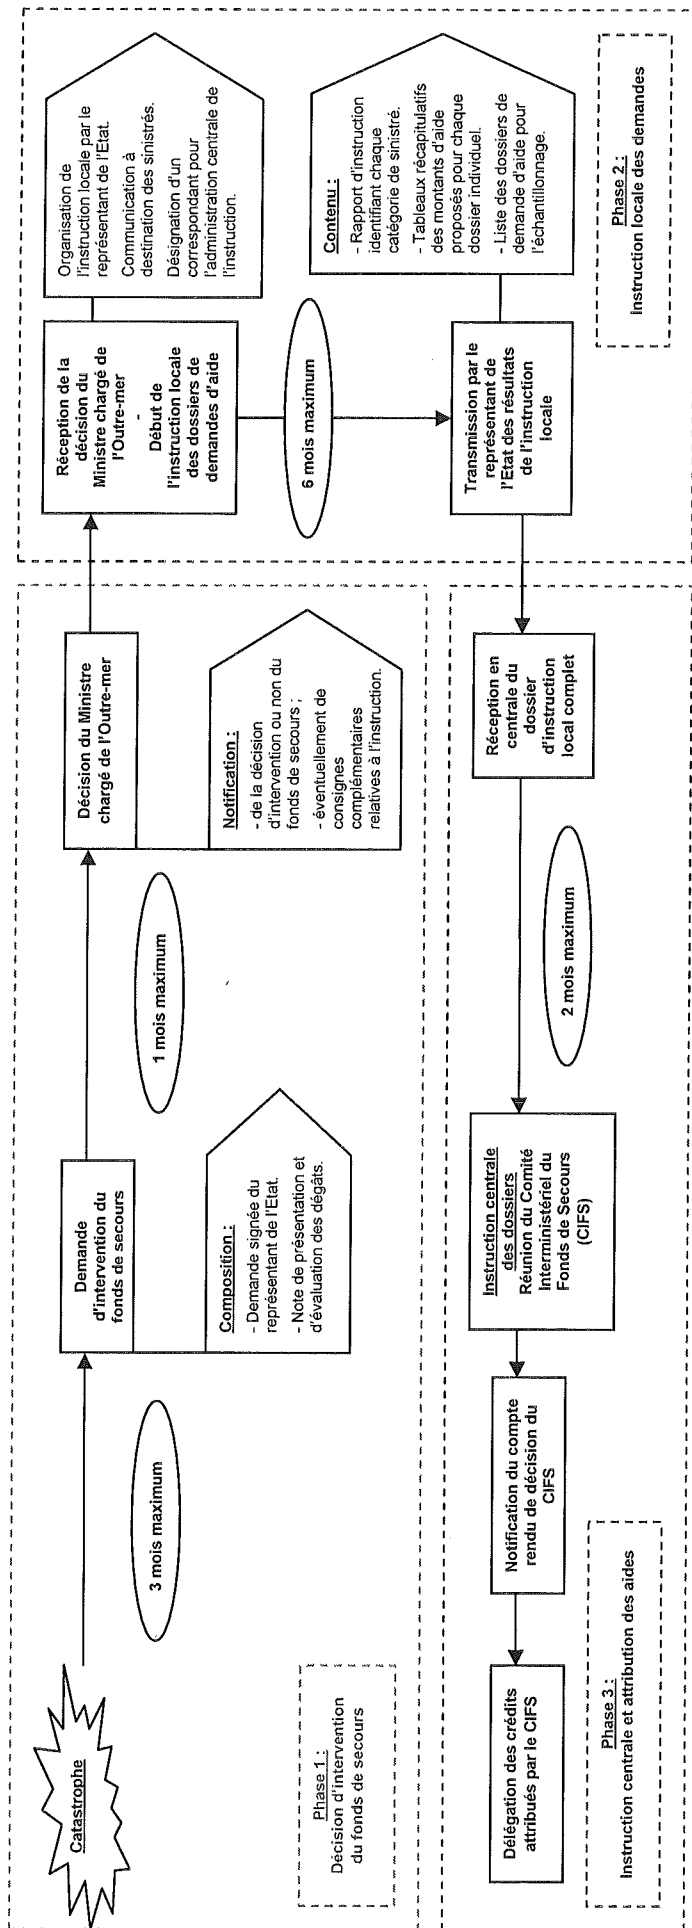 Catastrophe
3 mois maximum
Demande
d'intervention du
fonds de secours
Composition :
- Demande signée du
représentant de l'Etat.
- Note de présentation et
d'évaluation des dégâts.
1 mois maximum
Décision du Ministre
chargé de l'Outre-mer
Notification :
- de la décision
d'intervention ou non du
fonds de secours ;
- éventuellement de
consignes
complémentaires
relatives à l'instruction.
Phase 1 :
Décision d'intervention
du fonds de secours
Réception de la
décision du
Ministre chargé de
l'Outre-mer
-
Début de
l'instruction locale
des dossiers de
demandes d'aide
Organisation de
l'instruction locale par le
représentant de l'Etat.
Communication à
destination des sinistrés.
Désignation d'un
correspondant pour
l'administration centrale de
l'instruction.
6 mois maximum
Transmission par le
représentant de
l'Etat des résultats
de l'instruction
locale
Contenu :
- Rapport d'instruction
identifiant chaque
catégorie de sinistré.
- Tableaux récapitulatifs
des montants d'aide
proposés pour chaque
dossier individuel.
- Liste des dossiers de
demande d'aide pour
l'échantillonnage.
Phase 2 :
Instruction locale des demandes
Réception en
centrale du
dossier
d'instruction
local complet
2 mois maximum
Instruction centrale
des dossiers
Réunion du Comité
Interministériel du
Fonds de Secours
(CIFS)
Notification du compte
rendu de décision du
CIFS
Délégation des crédits
attribués par le CIFS
Phase 3 :
Instruction centrale et attribution des aides